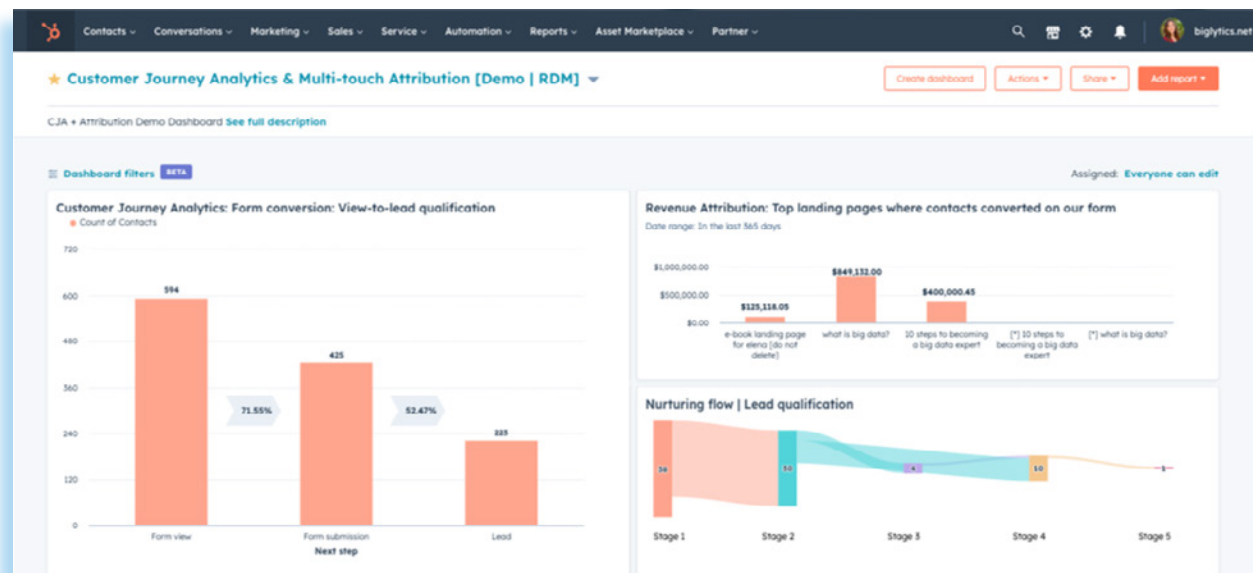 Contacts Conversations Marketing Sales Service Automation Reports Asset Marketplace Partner biglytics.net
Customer Journey Analytics & Multi-touch Attribution [Demo | RDM]
Create dashboard Actions Share Add report
CJA + Attribution Demo Dashboard See full description
Dashboard filters BETA
Assigned: Everyone can edit
Customer Journey Analytics: Form conversion: View-to-lead qualification
Count of Contacts
720
600
480
360
240
120
0
594
425
223
71.55%
52.47%
Form view Form submission Lead
Next step
Revenue Attribution: Top landing pages where contacts converted on our form
Date range: In the last 365 days
$1,000,000.00
$500,000.00
$0.00
$125,118.05
$849,132.00
$400,000.45
e-book landing page
for elena [do not
delete]
what is big data?
10 steps to becoming
a big data expert
[*] 10 steps to
becoming a big data
expert
[*] what is big data?
Nurturing flow | Lead qualification
36
30
4
10
1
Stage 1 Stage 2 Stage 3 Stage 4 Stage 5